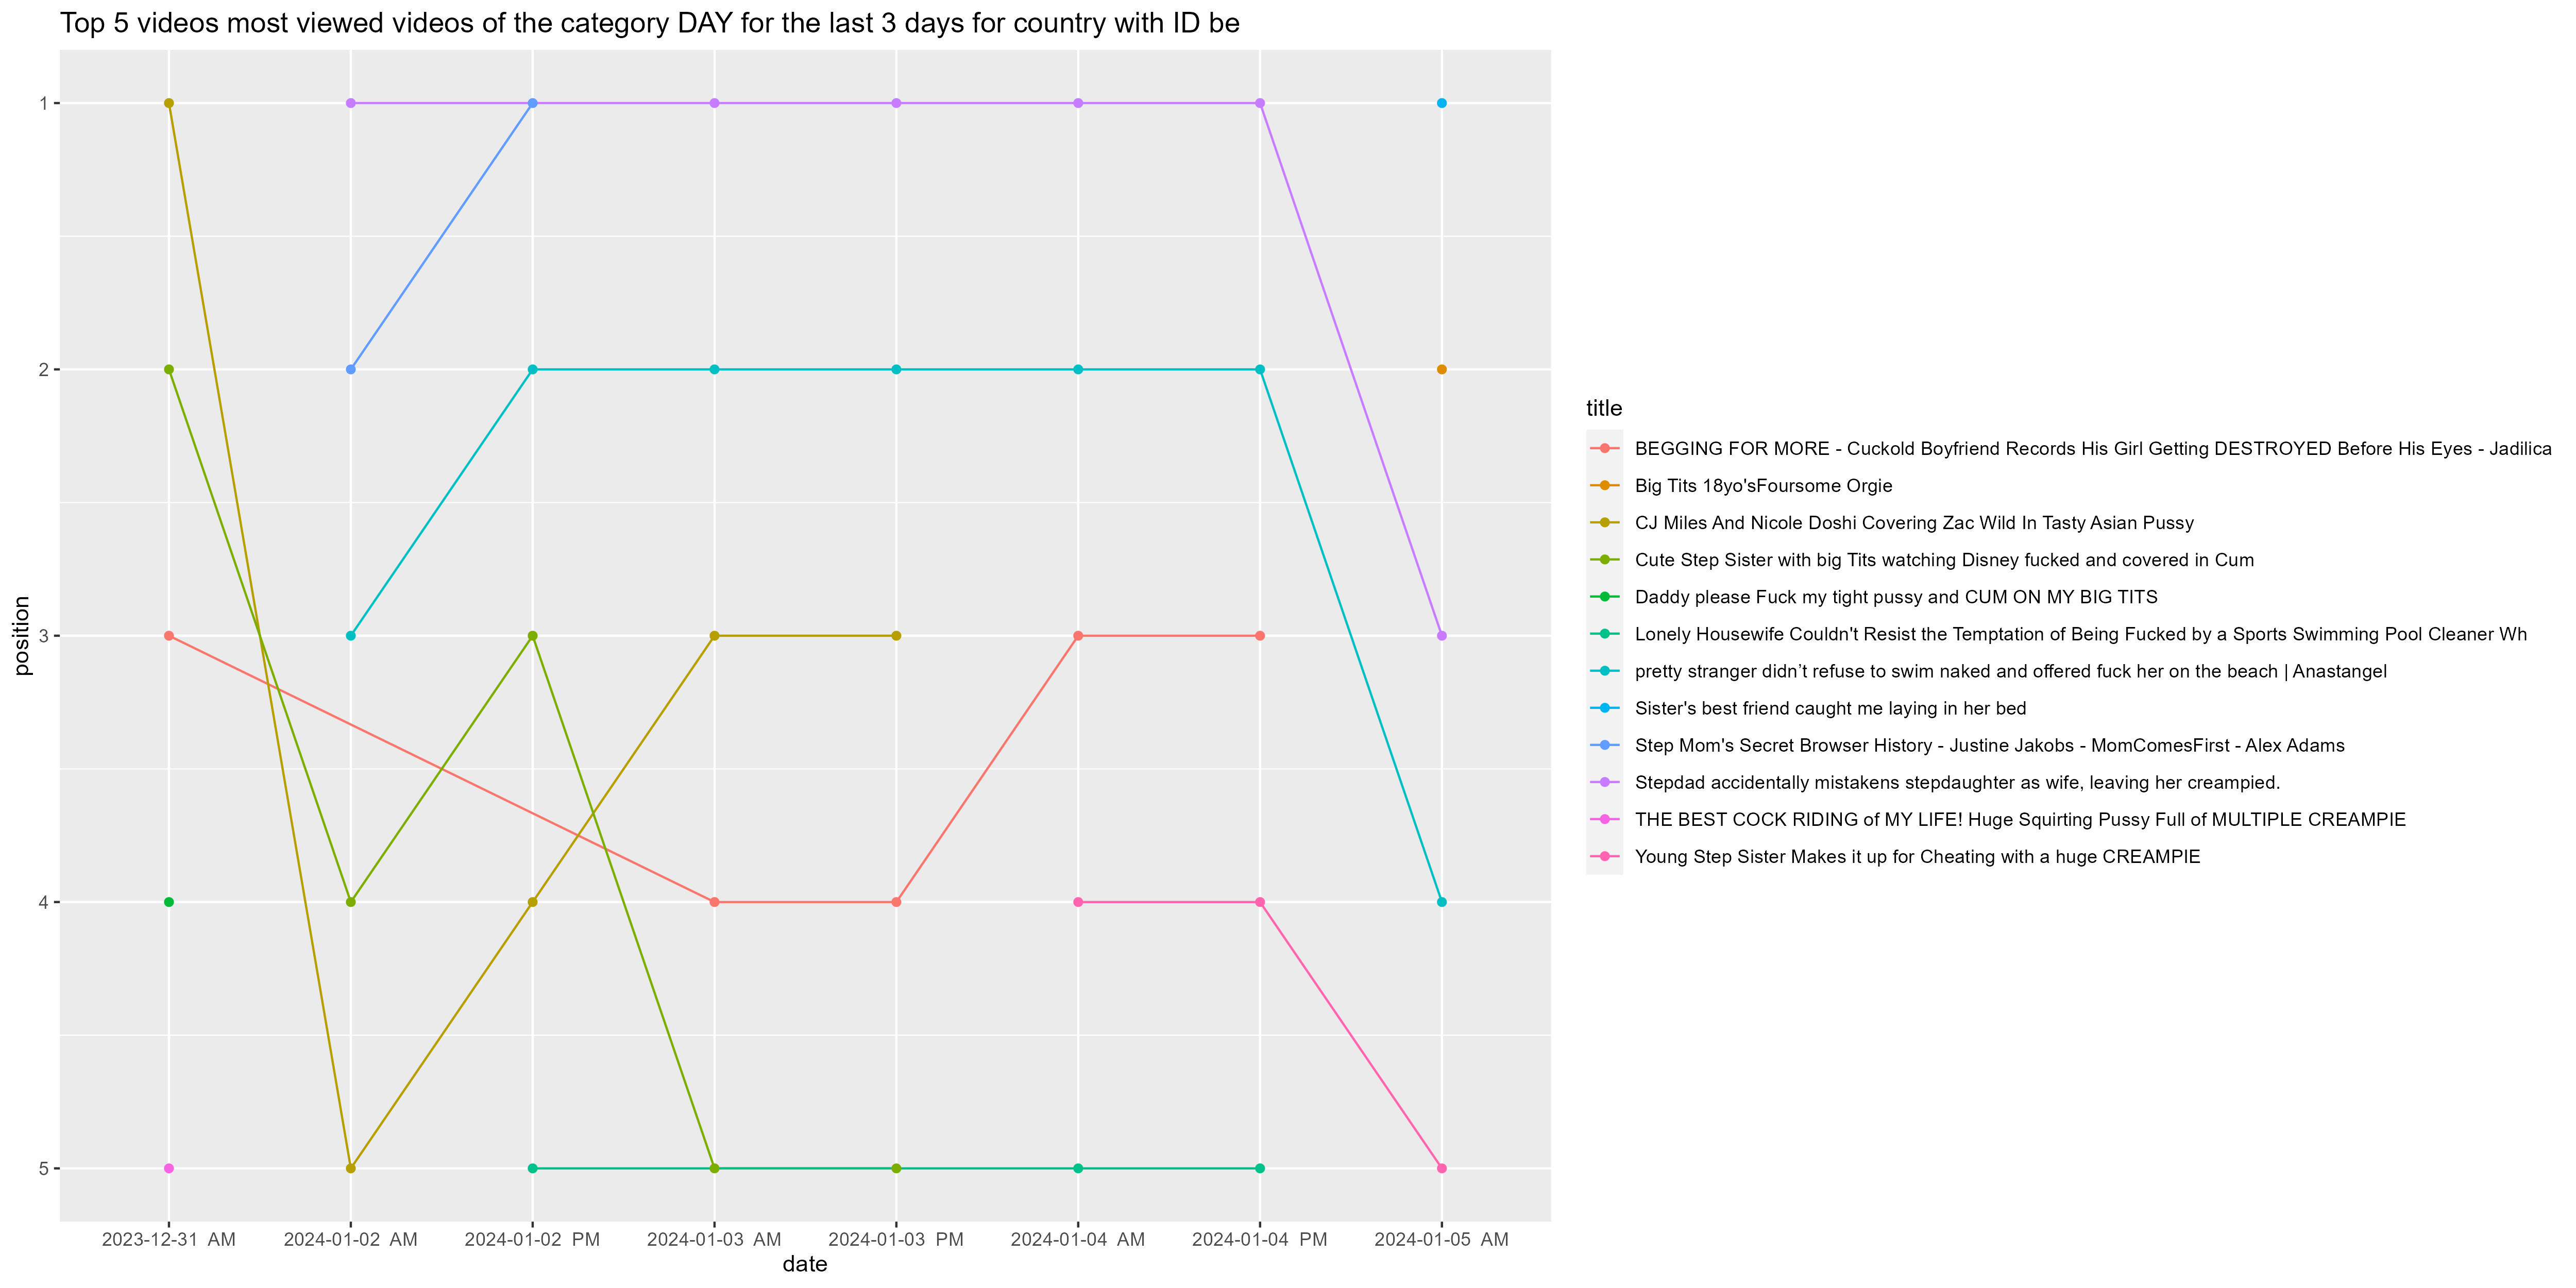 Top 5 videos most viewed videos of the category DAY for the last 3 days for country with ID be
position
1
2
3
4
5
2023-12-31 AM
2024-01-02 AM
2024-01-02 PM
2024-01-03 AM
2024-01-03 PM
2024-01-04 AM
2024-01-04 PM
2024-01-05 AM
date
title
BEGGING FOR MORE - Cuckold Boyfriend Records His Girl Getting DESTROYED Before His Eyes - Jadilica
Big Tits 18yo'sFoursome Orgie
CJ Miles And Nicole Doshi Covering Zac Wild In Tasty Asian Pussy
Cute Step Sister with big Tits watching Disney fucked and covered in Cum
Daddy please Fuck my tight pussy and CUM ON MY BIG TITS
Lonely Housewife Couldn't Resist the Temptation of Being Fucked by a Sports Swimming Pool Cleaner Wh
pretty stranger didn’t refuse to swim naked and offered fuck her on the beach | Anastangel
Sister's best friend caught me laying in her bed
Step Mom's Secret Browser History - Justine Jakobs - MomComesFirst - Alex Adams
Stepdad accidentally mistakens stepdaughter as wife, leaving her creampied.
THE BEST COCK RIDING of MY LIFE! Huge Squirting Pussy Full of MULTIPLE CREAMPIE
Young Step Sister Makes it up for Cheating with a huge CREAMPIE